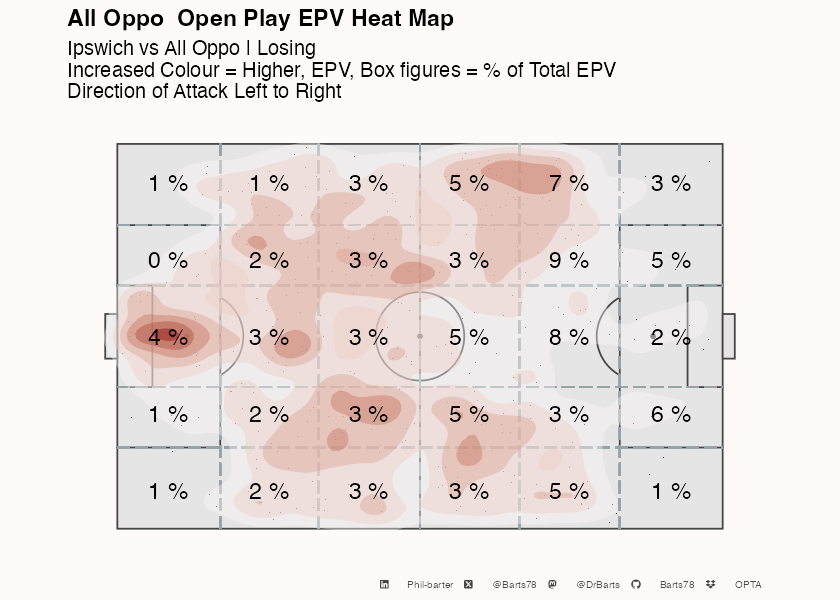 All Oppo  Open Play EPV Heat Map
Ipswich vs All Oppo | Losing
Increased Colour = Higher, EPV, Box figures = % of Total EPV
Direction of Attack Left to Right
1 % 1 % 3 % 5 % 7 % 3 %
0 % 2 % 3 % 3 % 9 % 5 %
4 % 3 % 3 % 5 % 8 % 2 %
1 % 2 % 3 % 5 % 3 % 6 %
1 % 2 % 3 % 3 % 5 % 1 %
Phil-barter @Barts78 @DrBarts Barts78 OPTA